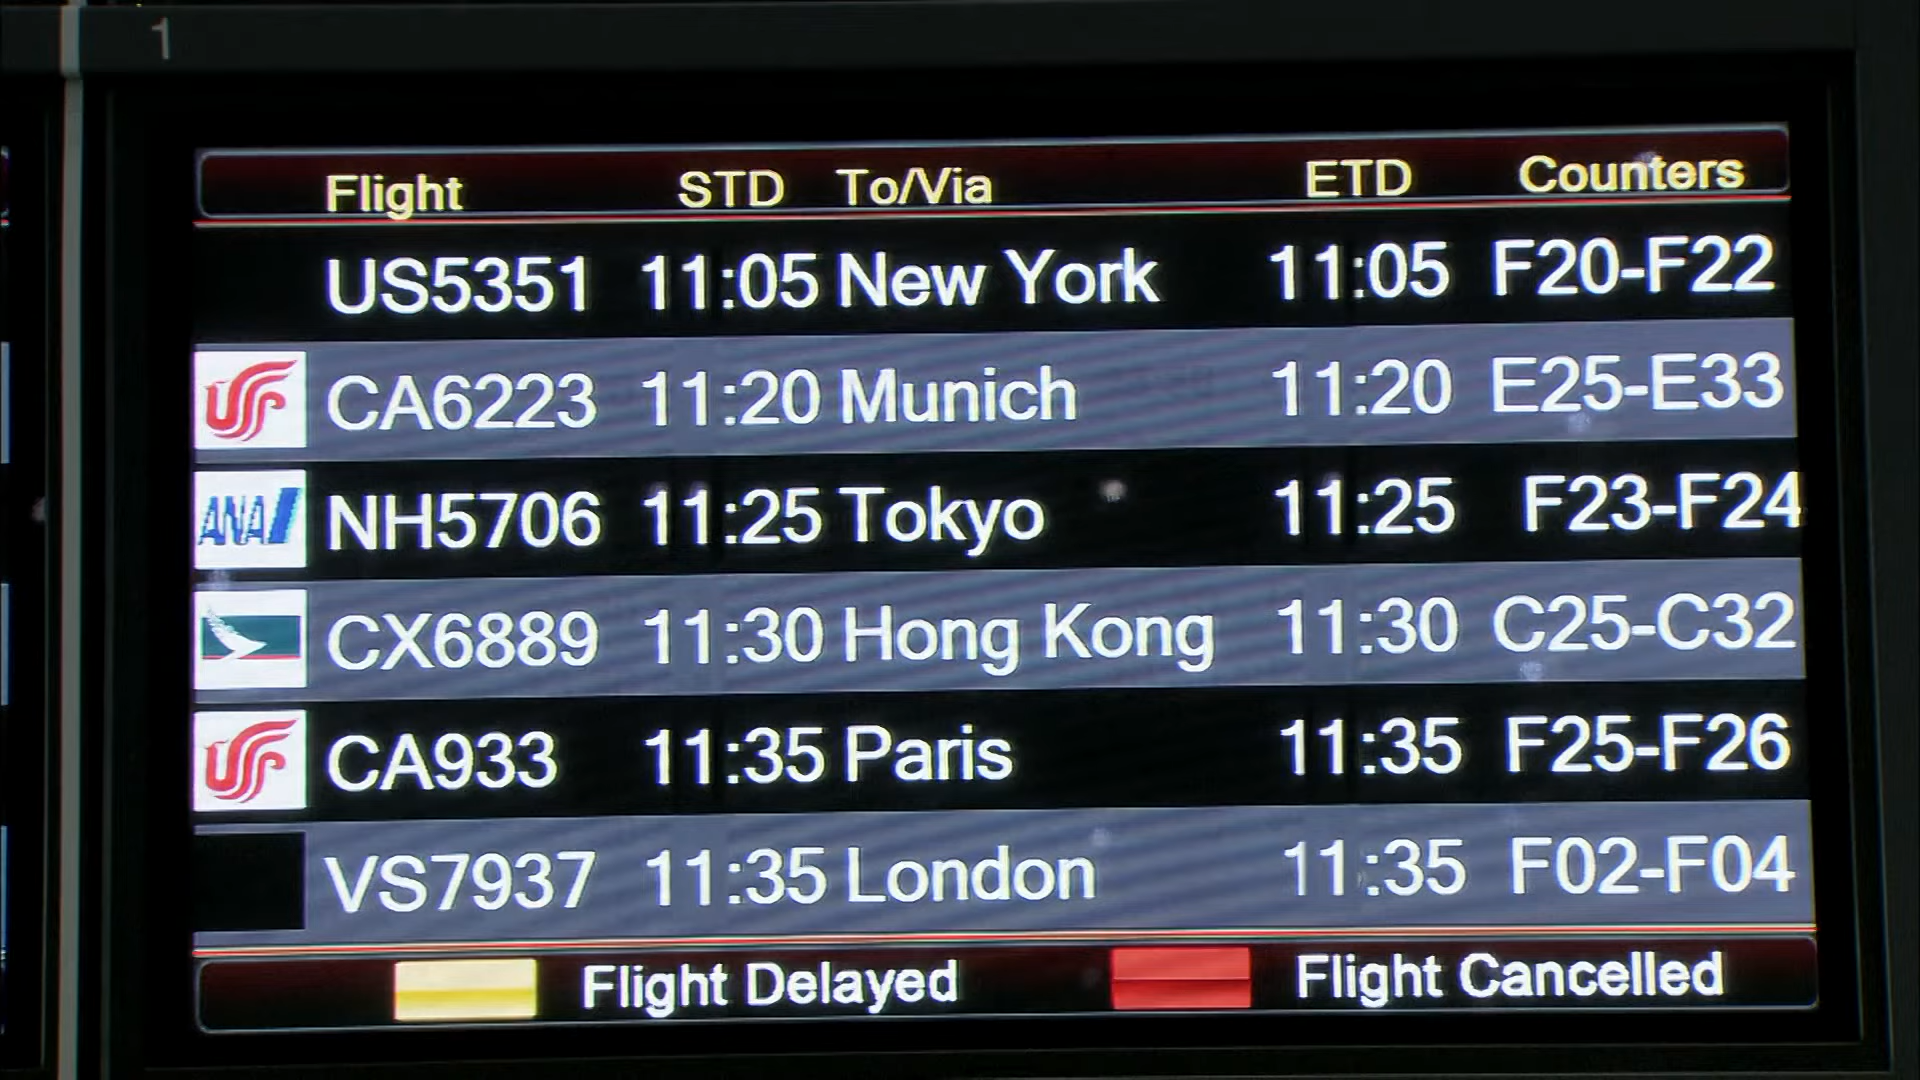 1
Flight STD To/Via ETD Counters
US5351 11:05 New York 11:05 F20-F22
CA6223 11:20 Munich 11:20 E25-E33
ANA NH5706 11:25 Tokyo 11:25 F23-F24
CX6889 11:30 Hong Kong 11:30 C25-C32
CA933 11:35 Paris 11:35 F25-F26
VS7937 11:35 London 11:35 F02-F04
Flight Delayed Flight Cancelled